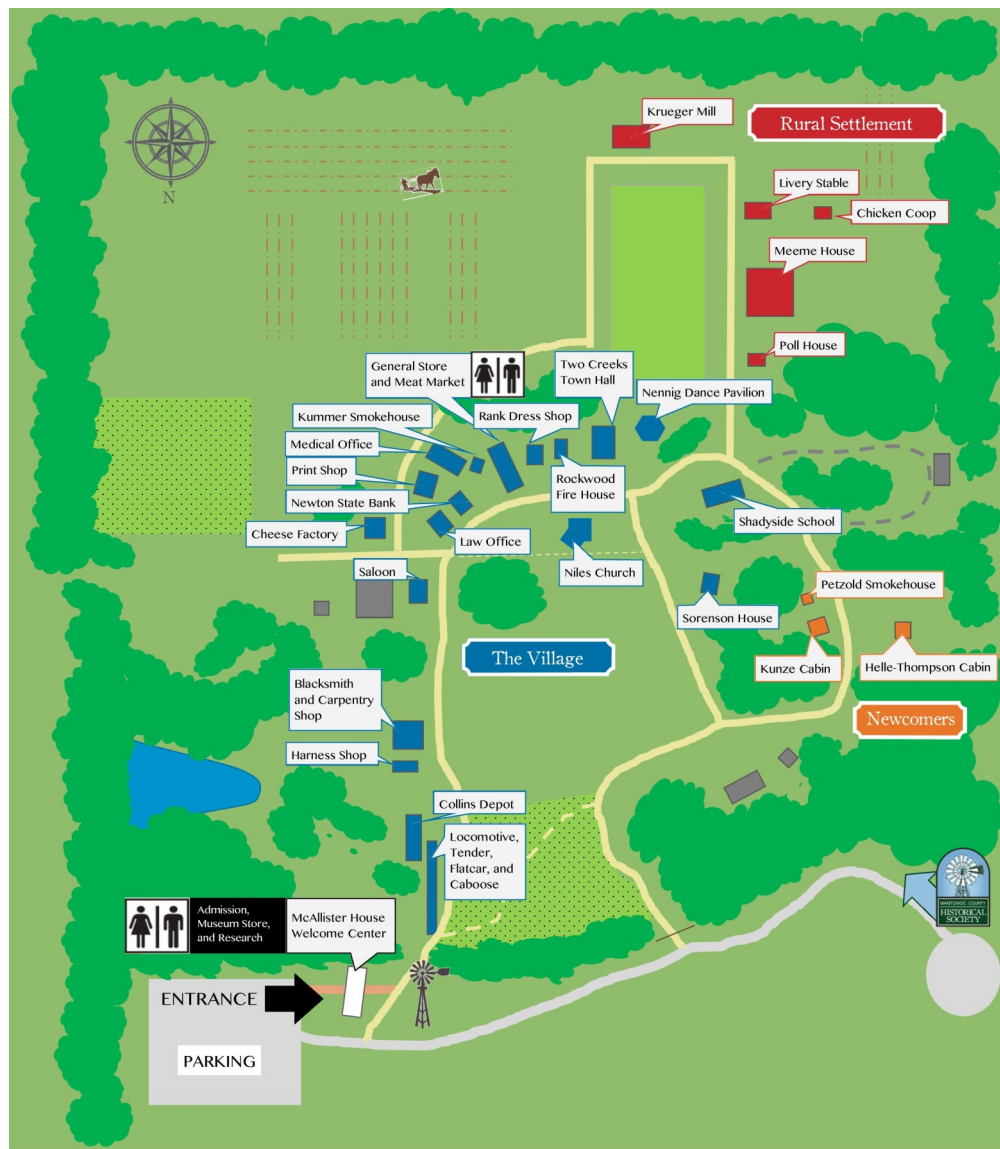 Krueger Mill
Rural Settlement
N
Livery Stable
Chicken Coop
Meeme House
Poll House
General Store
and Meat Market
Two Creeks
Town Hall
Nennig Dance Pavilion
Kummer Smokehouse
Rank Dress Shop
Medical Office
Print Shop
Rockwood
Fire House
Newton State Bank
Shadyside School
Cheese Factory
Law Office
Niles Church
Saloon
Petzold Smokehouse
Sorenson House
The Village
Kunze Cabin
Helle-Thompson Cabin
Blacksmith
and Carpentry
Shop
Newcomers
Harness Shop
Collins Depot
Locomotive,
Tender,
Flatcar, and
Caboose
MANITOWOC COUNTY
HISTORICAL
SOCIETY
Admission,
Museum Store,
and Research
McAllister House
Welcome Center
ENTRANCE
PARKING